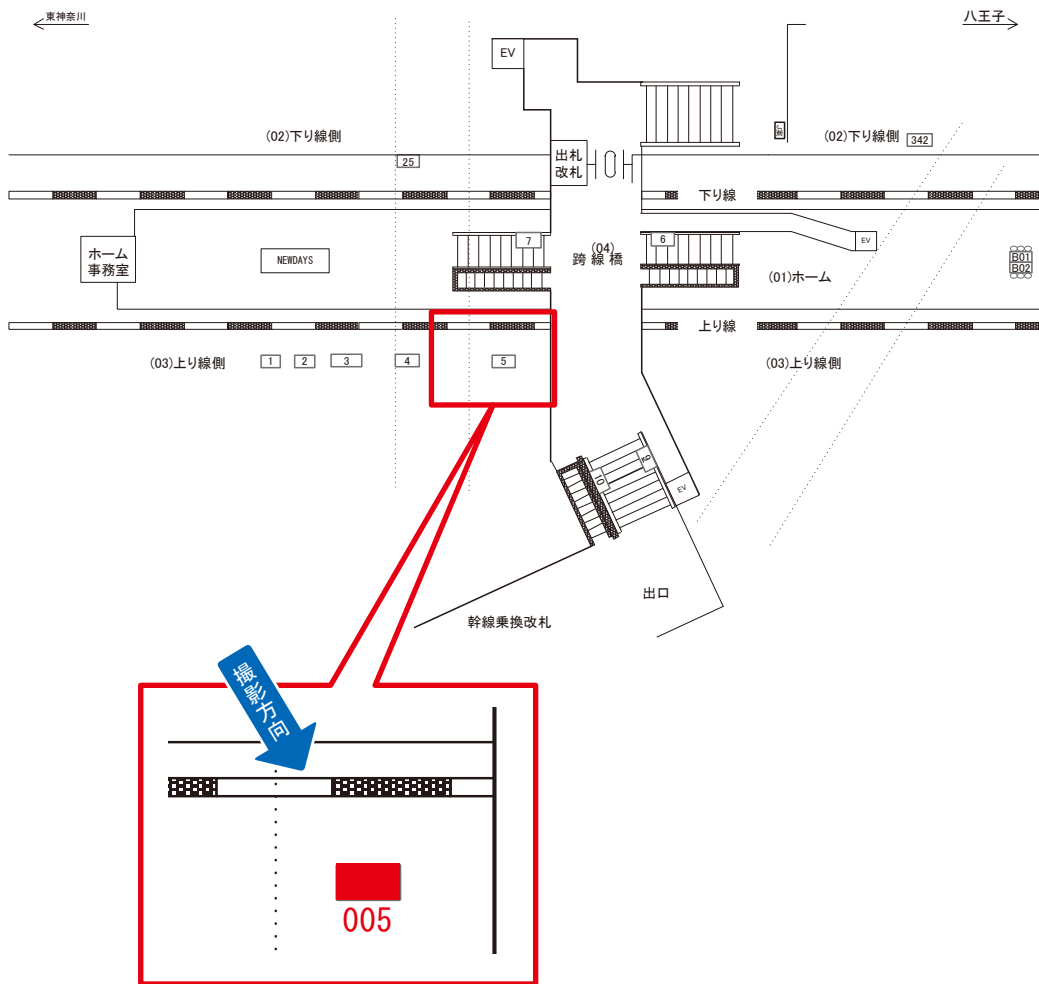 東神奈川
八王子
EV
(02)下り線側
(02)下り線側
342
25
出札
改札
下り線
ホーム
事務室
NEWDAYS
7
(04)
跨線橋
6
EV
(01)ホーム
B01
B02
上り線
(03)上り線側
1
2
3
4
5
(03)上り線側
9
10
EV
出口
幹線乗換改札
撮影方向
005